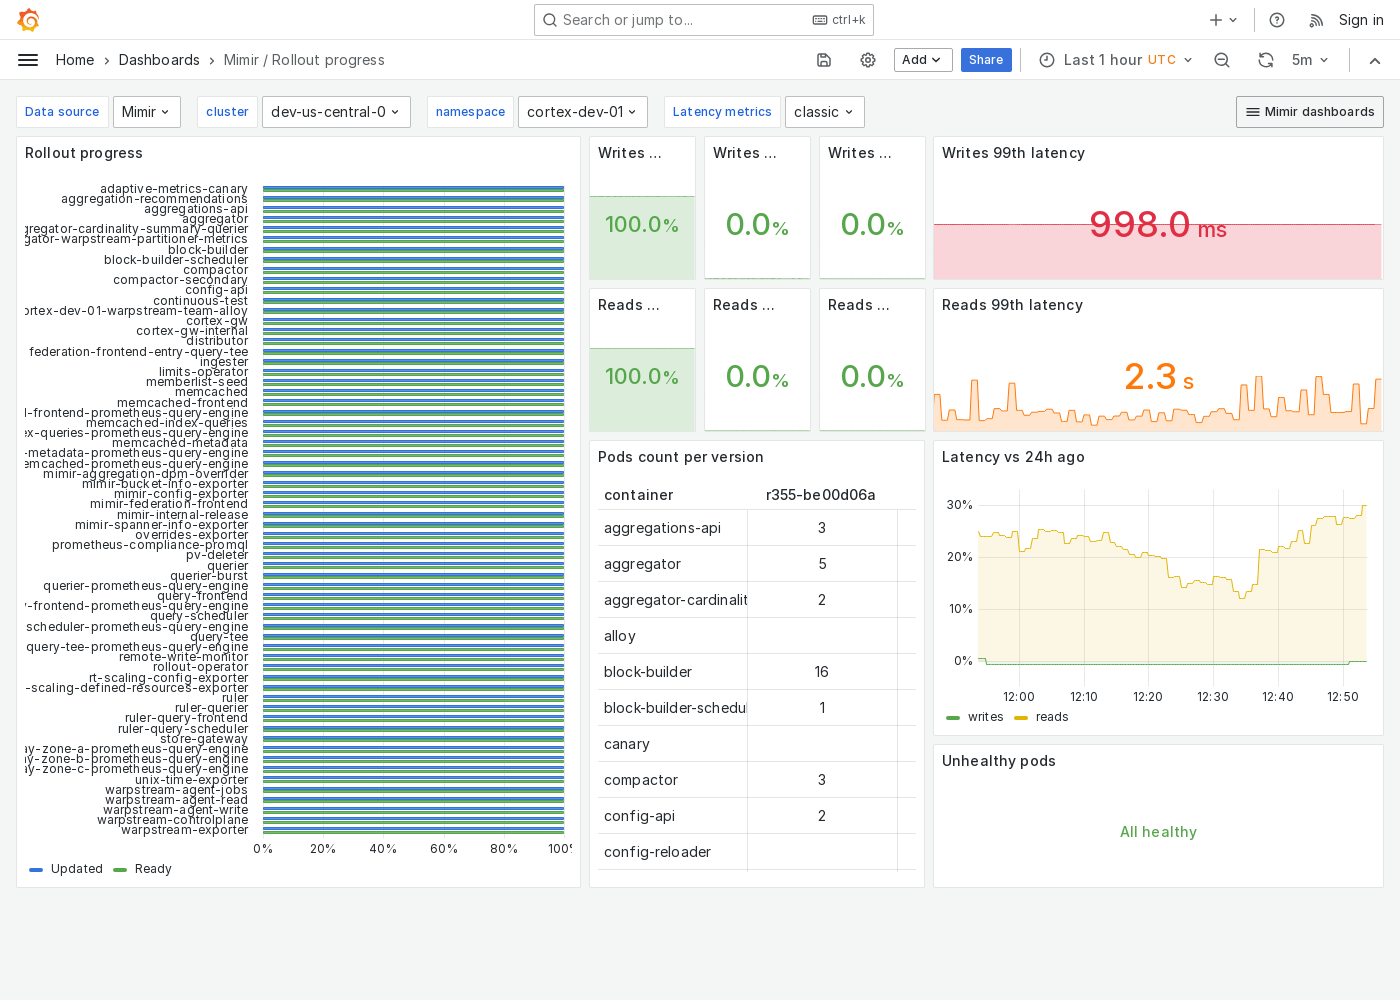 Search or jump to...
ctrl+k
Sign in
Home
Dashboards
Mimir / Rollout progress
Add
Share
Last 1 hour UTC
5m
Data source
Mimir
cluster
dev-us-central-0
namespace
cortex-dev-01
Latency metrics
classic
Mimir dashboards
Rollout progress
adaptive-metrics-canary
aggregation-recommendations
aggregations-api
aggregator
gregator-cardinality-summary-querier
gator-warpstream-partitioner-metrics
block-builder
block-builder-scheduler
compactor
compactor-secondary
config-api
continuous-test
ortex-dev-01-warpstream-team-alloy
cortex-gw
cortex-gw-internal
distributor
federation-frontend-entry-query-tee
ingester
limits-operator
memberlist-seed
memcached
memcached-frontend
l-frontend-prometheus-query-engine
memcached-index-queries
ex-queries-prometheus-query-engine
memcached-metadata
-metadata-prometheus-query-engine
emcached-prometheus-query-engine
mimir-aggregation-dpm-overrider
mimir-bucket-info-exporter
mimir-config-exporter
mimir-federation-frontend
mimir-internal-release
mimir-spanner-info-exporter
overrides-exporter
prometheus-compliance-promql
pv-deleter
querier
querier-burst
querier-prometheus-query-engine
query-frontend
y-frontend-prometheus-query-engine
query-scheduler
scheduler-prometheus-query-engine
query-tee
query-tee-prometheus-query-engine
remote-write-monitor
rollout-operator
rt-scaling-config-exporter
-scaling-defined-resources-exporter
ruler
ruler-querier
ruler-query-frontend
ruler-query-scheduler
store-gateway
ay-zone-a-prometheus-query-engine
ay-zone-b-prometheus-query-engine
ay-zone-c-prometheus-query-engine
unix-time-exporter
warpstream-agent-jobs
warpstream-agent-read
warpstream-agent-write
warpstream-controlplane
warpstream-exporter
0% 20% 40% 60% 80% 100%
Updated Ready
Writes ...
100.0%
Writes ...
0.0%
Writes ...
0.0%
Writes 99th latency
998.0 ms
Reads ...
100.0%
Reads ...
0.0%
Reads ...
0.0%
Reads 99th latency
2.3 s
Pods count per version
container r355-be00d06a
aggregations-api 3
aggregator 5
aggregator-cardinalit 2
alloy
block-builder 16
block-builder-schedul 1
canary
compactor 3
config-api 2
config-reloader
Latency vs 24h ago
30%
20%
10%
0%
12:00 12:10 12:20 12:30 12:40 12:50
writes reads
Unhealthy pods
All healthy